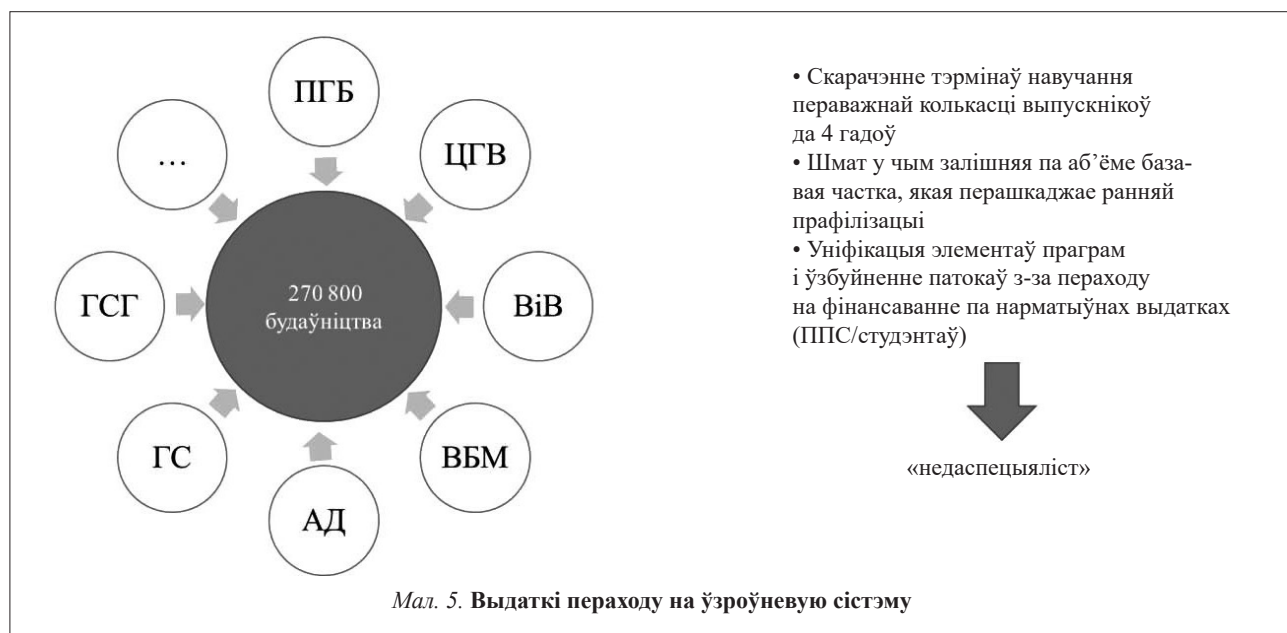 ПГБ
ЦГВ
ВіВ
ВБМ
АД
ГС
ГСГ
...
270 800
будаўніцтва
• Скарачэнне тэрмінаў навучання
пераважнай колькасці выпускнікоў
да 4 гадоў
• Шмат у чым залішняя па аб’ёме база-
вая частка, якая перашкаджае ранняй
прафілізацыі
• Уніфікацыя элементаў праграм
і ўзбуйненне патокаў з-за пераходу
на фінансаванне па нарматыўных выдатках
(ППС/студэнтаў)
«недаспецыяліст»
Мал. 5. Выдаткі пераходу на ўзроўневую сістэму